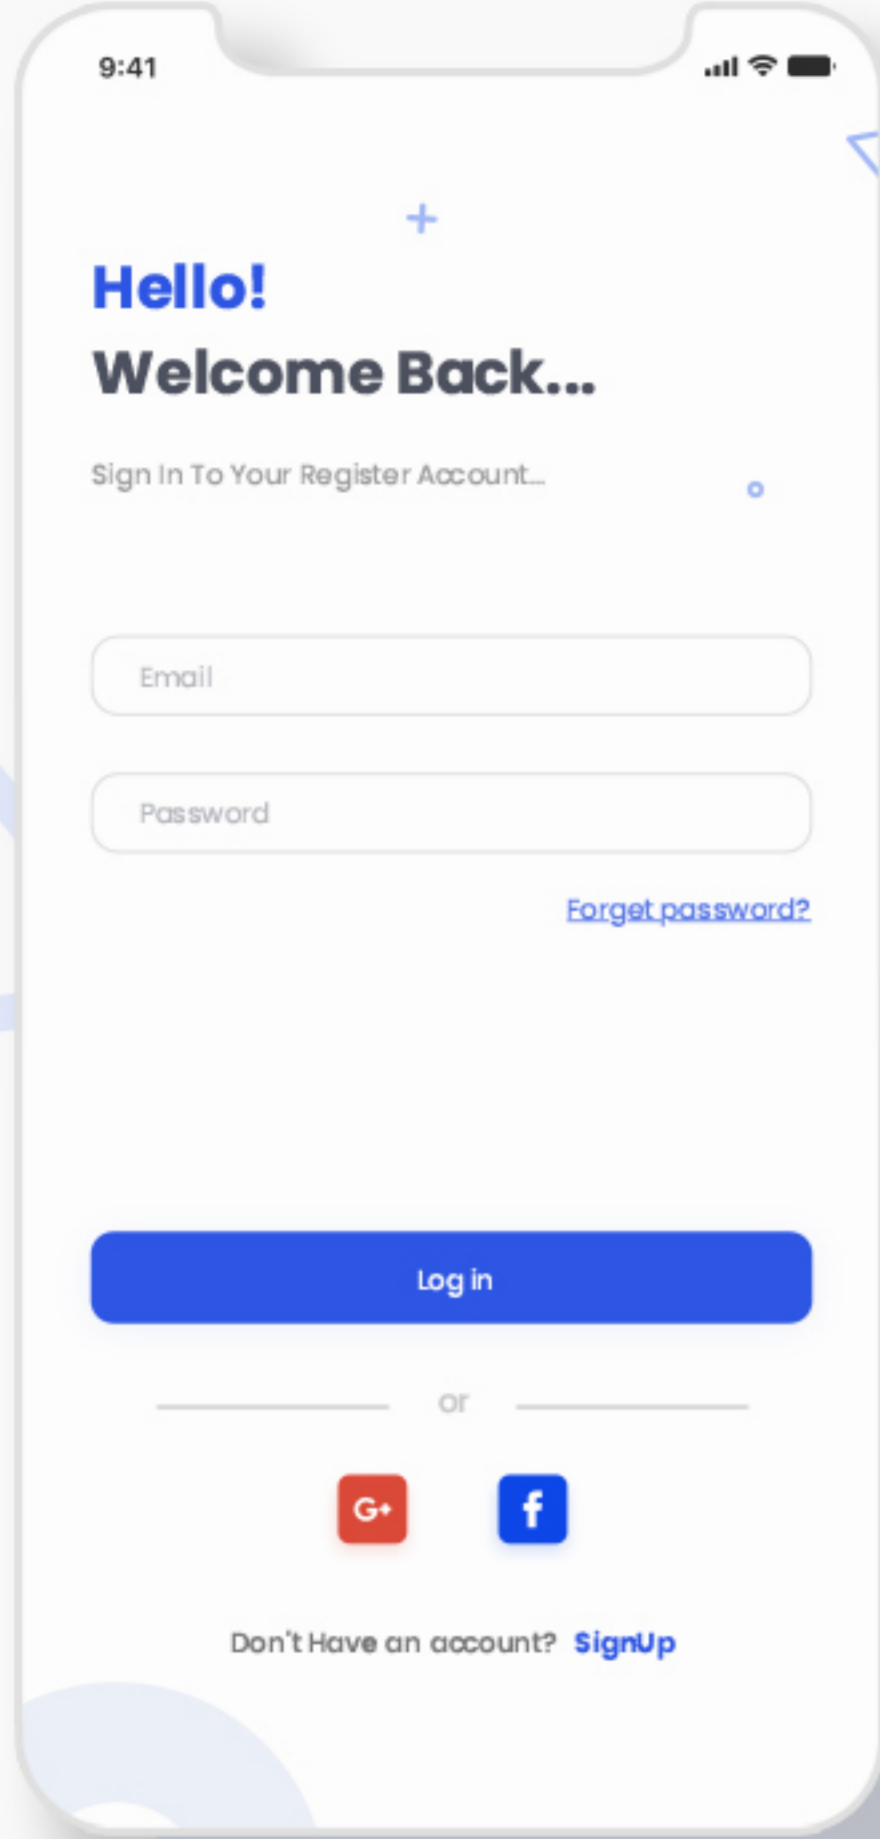 9:41
Hello!
Welcome Back...
Sign In To Your Register Account...
Email
Password
Forget password?
Log in
or
G+ f
Don't Have an account? SignUp